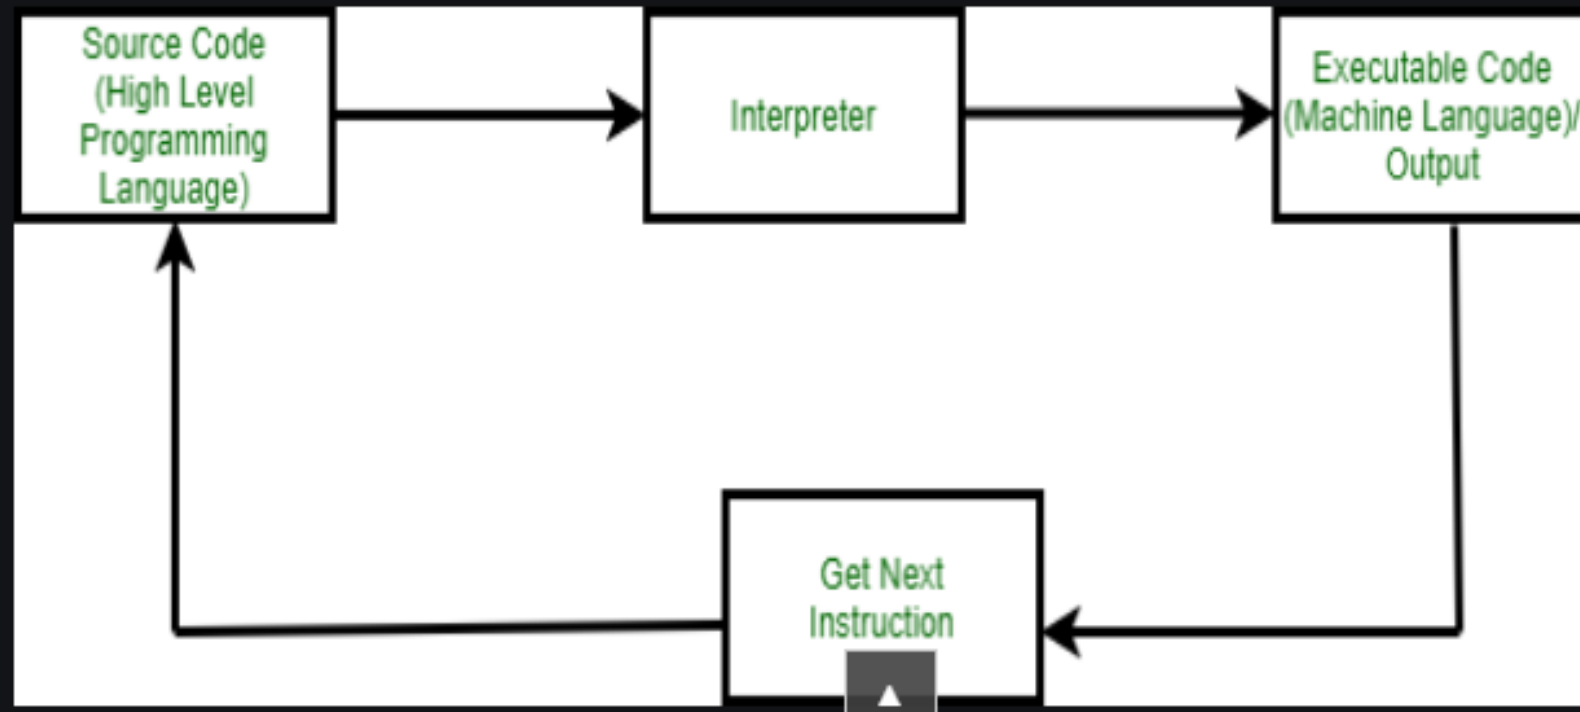 Source Code
(High Level
Programming
Language)
Interpreter
Executable Code
(Machine Language)/
Output
Get Next
Instruction